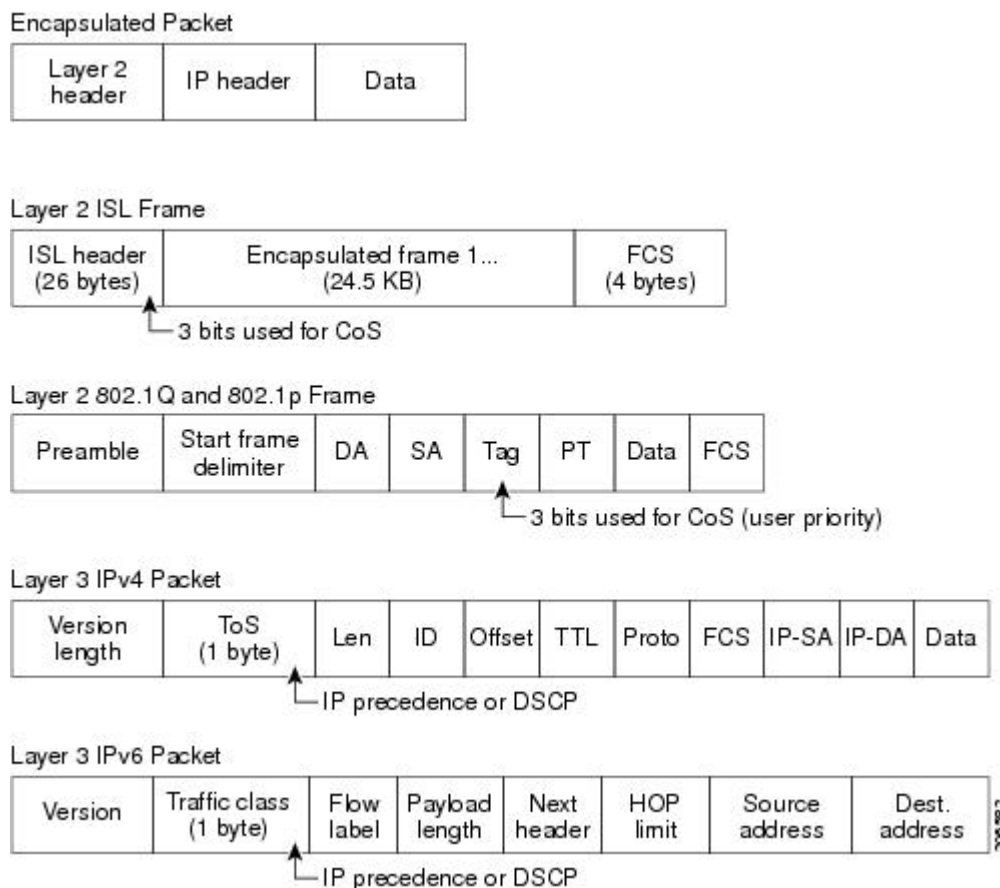 Encapsulated Packet
Layer 2 header
IP header
Data
Layer 2 ISL Frame
ISL header (26 bytes)
Encapsulated frame 1... (24.5 KB)
FCS (4 bytes)
3 bits used for CoS
Layer 2 802.1Q and 802.1p Frame
Preamble
Start frame delimiter
DA
SA
Tag
PT
Data
FCS
3 bits used for CoS (user priority)
Layer 3 IPv4 Packet
Version length
ToS (1 byte)
Len
ID
Offset
TTL
Proto
FCS
IP-SA
IP-DA
Data
IP precedence or DSCP
Layer 3 IPv6 Packet
Version
Traffic class (1 byte)
Flow label
Payload length
Next header
HOP limit
Source address
Dest. address
IP precedence or DSCP